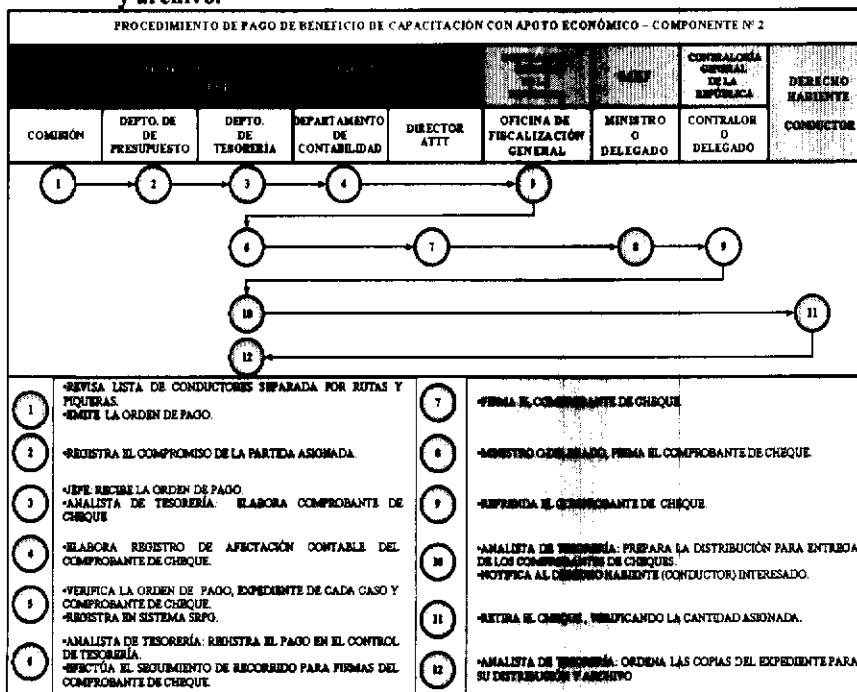 y archivo.
PROCEDIMIENTO DE PAGO DE BENEFICIO DE CAPACITACIÓN CON APOYO ECONÓMICO – COMPONENTE Nº 2
CONTRALORÍA
GENERAL
DE LA
REPÚBLICA
DERECHO
HABIENTE
CONDUCTOR
COMISIÓN
DEPTO. DE
DE
PRESUPUESTO
DEPTO.
DE
TESORERÍA
DEPARTAMENTO
DE
CONTABILIDAD
DIRECTOR
ATTT
OFICINA DE
FISCALIZACIÓN
GENERAL
MINISTRO
O
DELEGADO
CONTRALOR
O
DELEGADO
1
2
3
4
5
6
7
8
9
10
11
12
1
•REVISA LISTA DE CONDUCTORES SEPARADA POR RUTAS Y
PIQUERAS.
•EMITE LA ORDEN DE PAGO.
2
•REGISTRA EL COMPROMISO DE LA PARTIDA ASIGNADA.
3
•JEFE: RECIBE LA ORDEN DE PAGO.
•ANALISTA DE TESORERÍA: ELABORA COMPROBANTE DE
CHEQUE
4
•ELABORA REGISTRO DE AFECTACIÓN CONTABLE DEL
COMPROBANTE DE CHEQUE.
5
•VERIFICA LA ORDEN DE PAGO, EXPEDIENTE DE CADA CASO Y
COMPROBANTE DE CHEQUE.
•REGISTRA EN SISTEMA SRPG.
6
•ANALISTA DE TESORERÍA: REGISTRA EL PAGO EN EL CONTROL
DE TESORERÍA.
•EFECTÚA EL SEGUIMIENTO DE RECORRIDO PARA FIRMAS DEL
COMPROBANTE DE CHEQUE.
7
•FIRMA EL COMPROBANTE DE CHEQUE
8
•MINISTRO O DELEGADO, FIRMA EL COMPROBANTE DE CHEQUE.
9
•REFRENDA EL COMPROBANTE DE CHEQUE.
10
•ANALISTA DE TESORERÍA: PREPARA LA DISTRIBUCIÓN PARA ENTREGA
DE LOS COMPROBANTES DE CHEQUES.
•NOTIFICA AL DERECHO HABIENTE (CONDUCTOR) INTERESADO.
11
•RETIRA EL CHEQUE, VERIFICANDO LA CANTIDAD ASIGNADA.
12
•ANALISTA DE TESORERÍA: ORDENA LAS COPIAS DEL EXPEDIENTE PARA
SU DISTRIBUCIÓN Y ARCHIVO